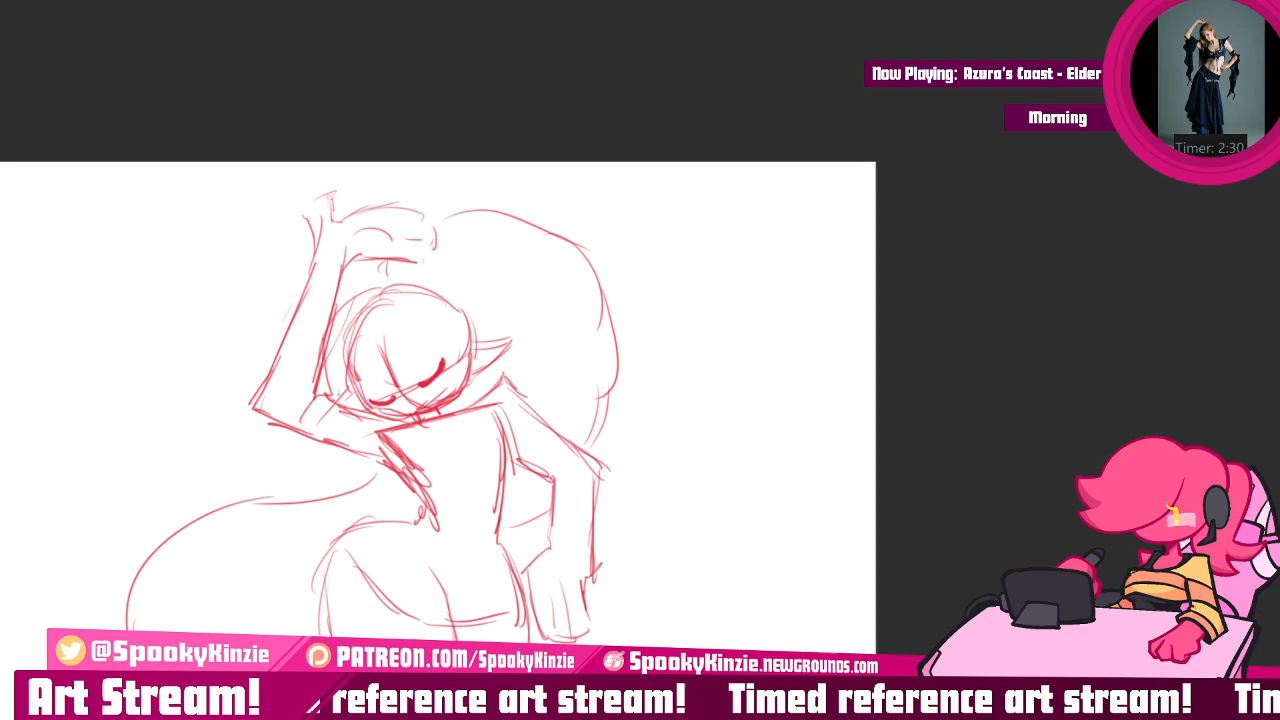 Now Playing: Azura's Coast - Elder
Morning
Timer: 2:30
@SpookyKinzie
PATREON.COM/SpookyKinzie
SpookyKinzie.NEWGROUNDS.com
Art Stream!
reference art stream! Timed reference art stream! Tim